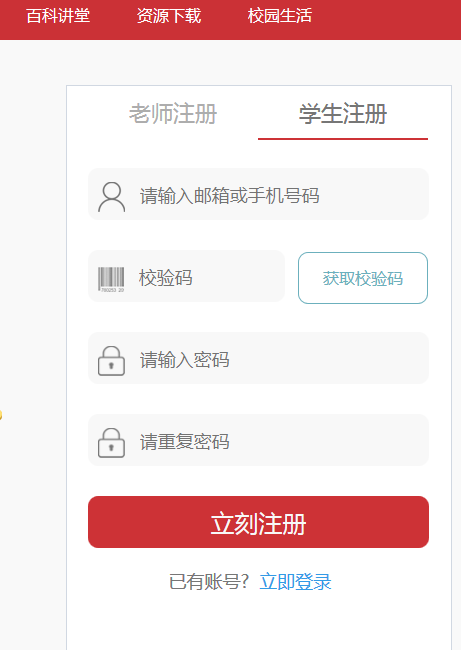 百科讲堂 资源下载 校园生活
老师注册 学生注册
请输入邮箱或手机号码
校验码 获取校验码
请输入密码
请重复密码
立刻注册
已有账号？立即登录